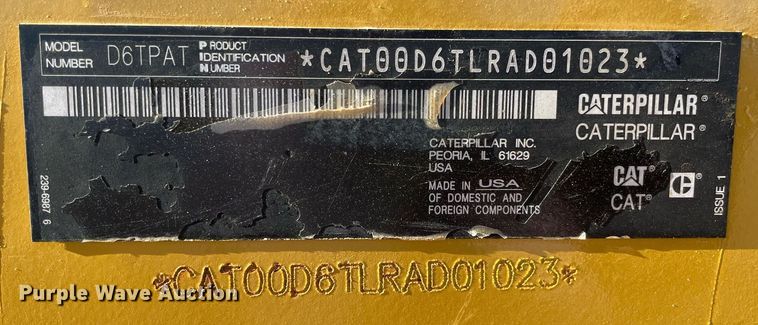 MODEL NUMBER D6TPAT PRODUCT IDENTIFICATION NUMBER *CAT00D6TLRAD01023*
CATERPILLAR®
CATERPILLAR®
CATERPILLAR INC.
PEORIA, IL 61629
USA
MADE IN USA
OF DOMESTIC AND
FOREIGN COMPONENTS
CAT®
CAT®
C®
ISSUE 1
239-6987 6
*CAT00D6TLRAD01023*
Purple Wave Auction